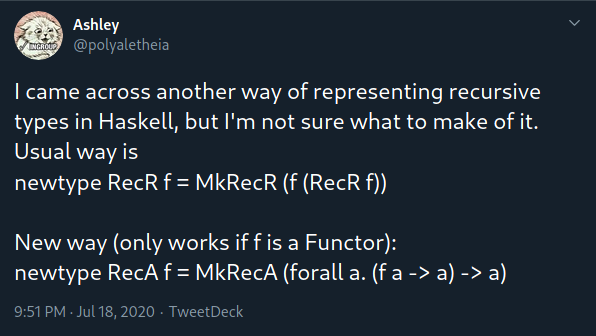 Ashley
INGROUP
@polyaletheia
I came across another way of representing recursive
types in Haskell, but I'm not sure what to make of it.
Usual way is
newtype RecR f = MkRecR (f (RecR f))
New way (only works if f is a Functor):
newtype RecA f = MkRecA (forall a. (f a -> a) -> a)
9:51 PM · Jul 18, 2020 · TweetDeck